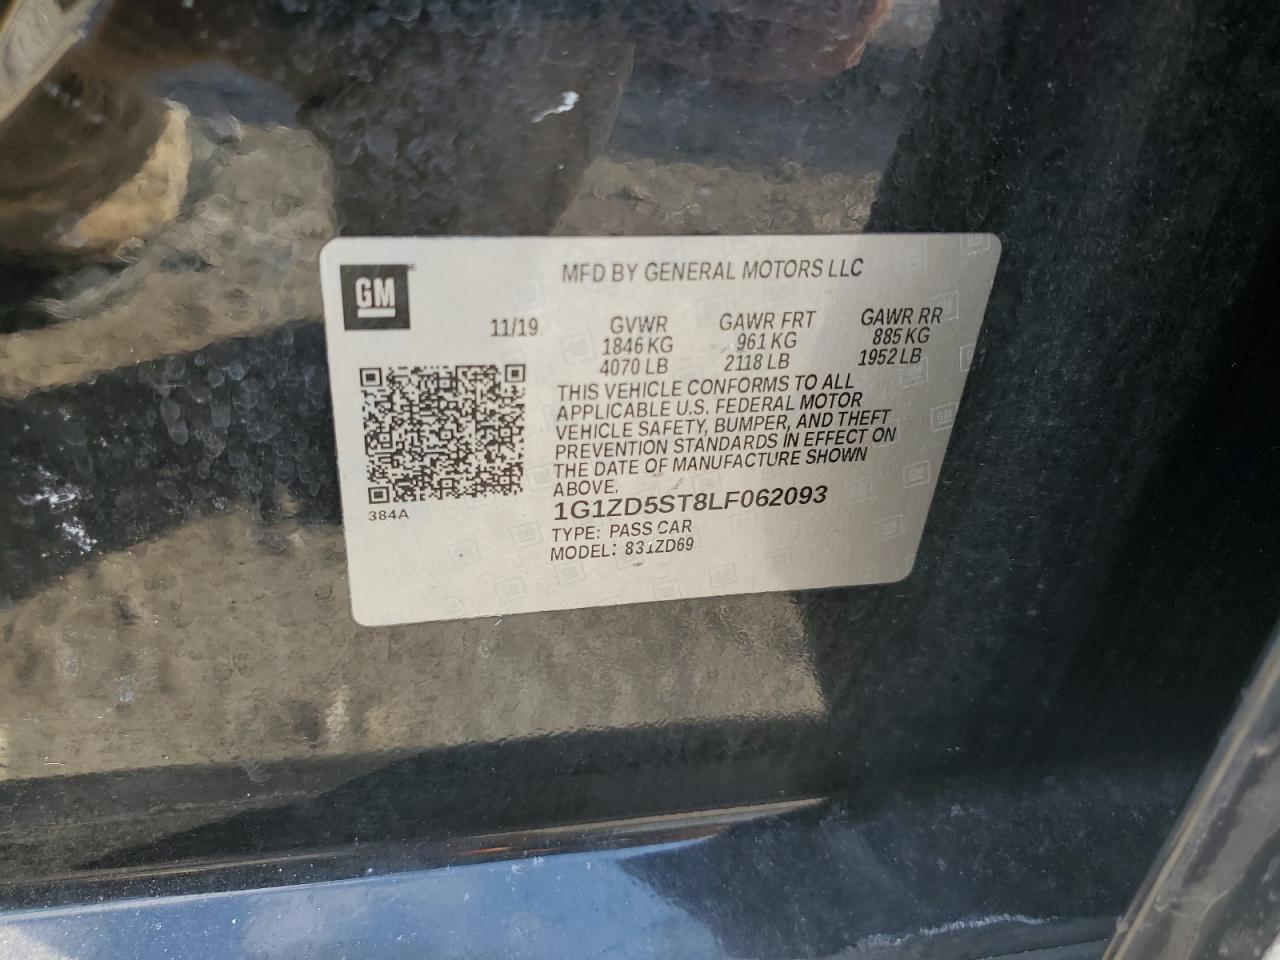 GM
MFD BY GENERAL MOTORS LLC
11/19
GVWR
1846 KG
4070 LB
GAWR FRT
961 KG
2118 LB
GAWR RR
885 KG
1952 LB
THIS VEHICLE CONFORMS TO ALL
APPLICABLE U.S. FEDERAL MOTOR
VEHICLE SAFETY, BUMPER, AND THEFT
PREVENTION STANDARDS IN EFFECT ON
THE DATE OF MANUFACTURE SHOWN
ABOVE.
384A
1G1ZD5ST8LF062093
TYPE: PASS CAR
MODEL: 831ZD69